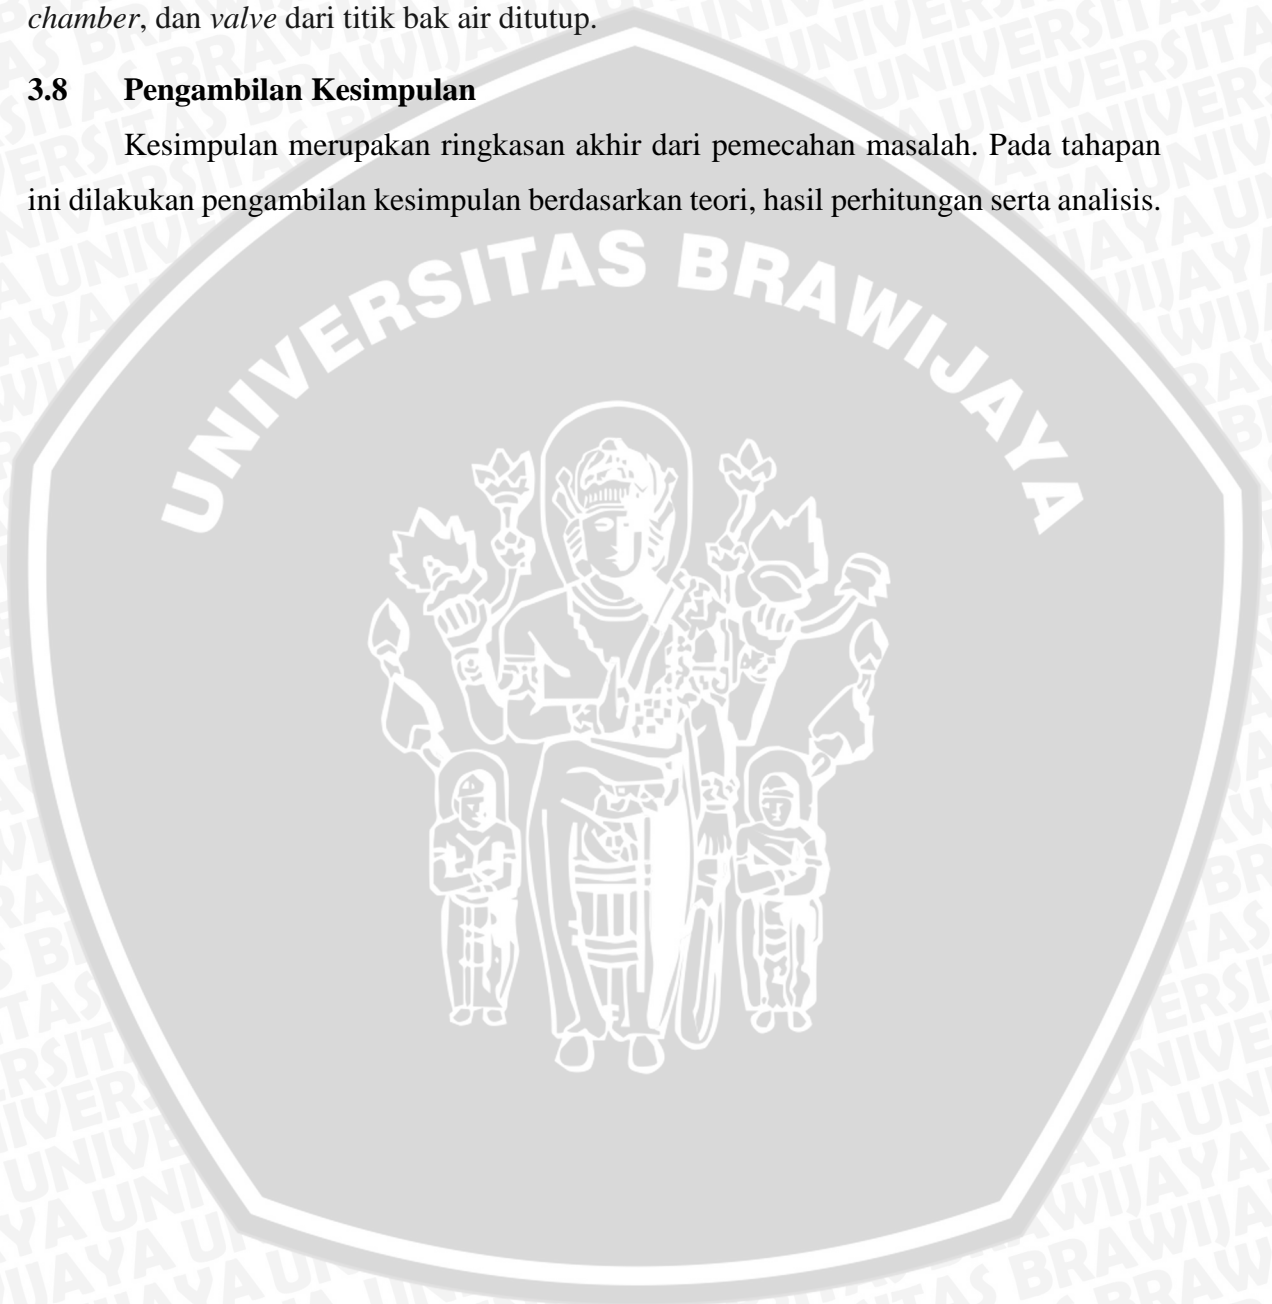 chamber, dan valve dari titik bak air ditutup.
3.8 Pengambilan Kesimpulan
Kesimpulan merupakan ringkasan akhir dari pemecahan masalah. Pada tahapan
ini dilakukan pengambilan kesimpulan berdasarkan teori, hasil perhitungan serta analisis.
UNIVERSITAS BRAWIJAYA